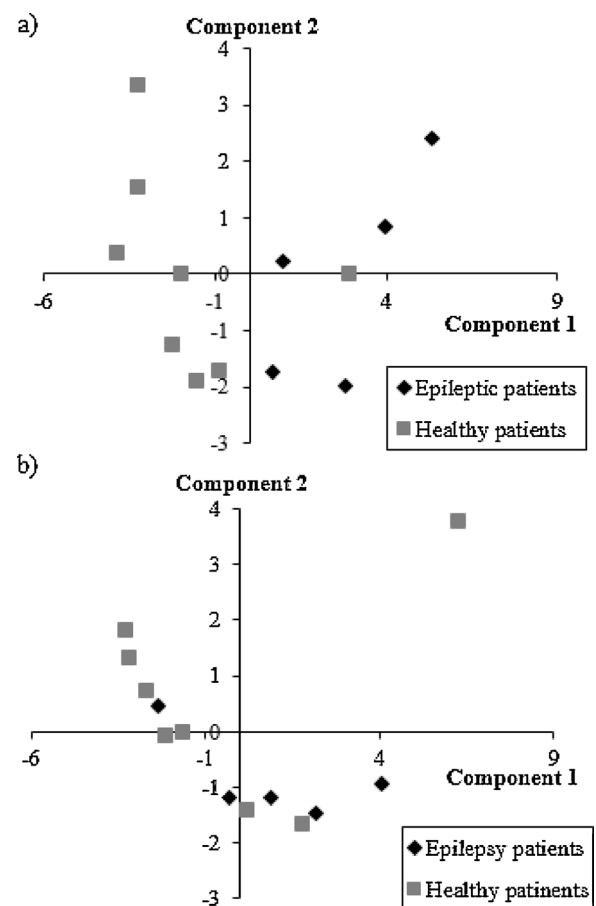 a)
Component 2
4
3
2
1
0
-6
-1
4
9
-1
Component 1
-2
-3
Epileptic patients
Healthy patients
b)
Component 2
4
3
2
1
0
-6
-1
4
9
-1
Component 1
-2
-3
Epilepsy patients
Healthy patinents